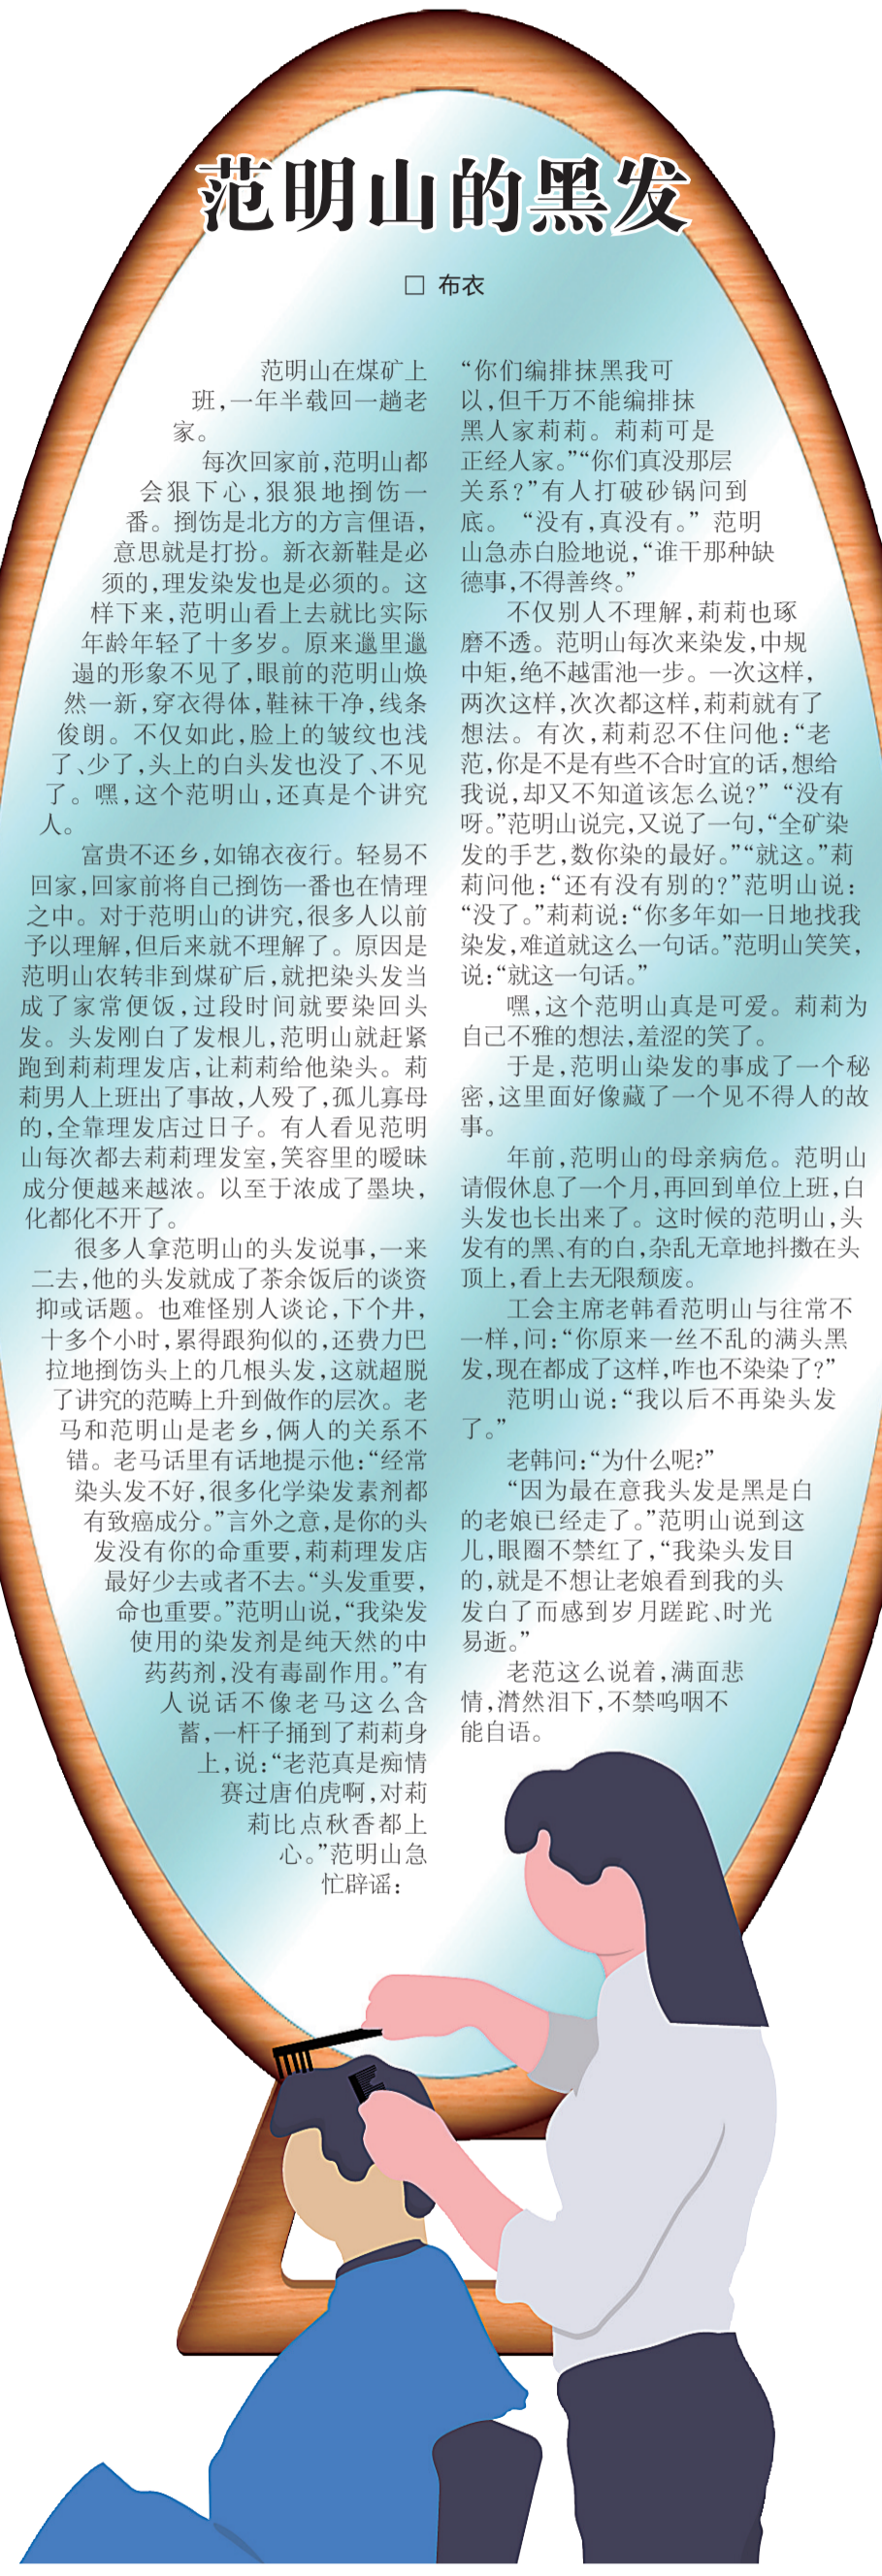 范明山的黑发
□ 布衣
范明山在煤矿上
班,一年半载回一趟老
家。
每次回家前,范明山都
会狠下心,狠狠地捯饬一
番。捯饬是北方的方言俚语,
意思就是打扮。新衣新鞋是必
须的,理发染发也是必须的。这
样下来,范明山看上去就比实际
年龄年轻了十多岁。原来邋里邋
遢的形象不见了,眼前的范明山焕
然一新,穿衣得体,鞋袜干净,线条
俊朗。不仅如此,脸上的皱纹也浅
了、少了,头上的白头发也没了、不见
了。嘿,这个范明山,还真是个讲究
人。
富贵不还乡,如锦衣夜行。轻易不
回家,回家前将自己捯饬一番也在情理
之中。对于范明山的讲究,很多人以前
予以理解,但后来就不理解了。原因是
范明山农转非到煤矿后,就把染头发当
成了家常便饭,过段时间就要染回头
发。头发刚白了发根儿,范明山就赶紧
跑到莉莉理发店,让莉莉给他染头。莉
莉男人上班出了事故,人殁了,孤儿寡母
的,全靠理发店过日子。有人看见范明
山每次都去莉莉理发室,笑容里的暧昧
成分便越来越浓。以至于浓成了墨块,
化都化不开了。
很多人拿范明山的头发说事,一来
二去,他的头发就成了茶余饭后的谈资
抑或话题。也难怪别人谈论,下个井,
十多个小时,累得跟狗似的,还费力巴
拉地捯饬头上的几根头发,这就超脱
了讲究的范畴上升到做作的层次。老
马和范明山是老乡,俩人的关系不
错。老马话里有话地提示他:“经常
染头发不好,很多化学染发素剂都
有致癌成分。”言外之意,是你的头
发没有你的命重要,莉莉理发店
最好少去或者不去。“头发重要,
命也重要。”范明山说,“我染发
使用的染发剂是纯天然的中
药药剂,没有毒副作用。”有
人说话不像老马这么含
蓄,一杆子捅到了莉莉身
上,说:“老范真是痴情
赛过唐伯虎啊,对莉
莉比点秋香都上
心。”范明山急
忙辟谣:
“你们编排抹黑我可
以,但千万不能编排抹
黑人家莉莉。莉莉可是
正经人家。”“你们真没那层
关系?”有人打破砂锅问到
底。“没有,真没有。”范明
山急赤白脸地说,“谁干那种缺
德事,不得善终。”
不仅别人不理解,莉莉也琢
磨不透。范明山每次来染发,中规
中矩,绝不越雷池一步。一次这样,
两次这样,次次都这样,莉莉就有了
想法。有次,莉莉忍不住问他:“老
范,你是不是有些不合时宜的话,想给
我说,却又不知道该怎么说?”“没有
呀。”范明山说完,又说了一句,“全矿染
发的手艺,数你染的最好。”“就这。”莉
莉问他:“还有没有别的?”范明山说:
“没了。”莉莉说:“你多年如一日地找我
染发,难道就这么一句话。”范明山笑笑,
说:“就这一句话。”
嘿,这个范明山真是可爱。莉莉为
自己不雅的想法,羞涩的笑了。
于是,范明山染发的事成了一个秘
密,这里面好像藏了一个见不得人的故
事。
年前,范明山的母亲病危。范明山
请假休息了一个月,再回到单位上班,白
头发也长出来了。这时候的范明山,头
发有的黑、有的白,杂乱无章地抖擞在头
顶上,看上去无限颓废。
工会主席老韩看范明山与往常不
一样,问:“你原来一丝不乱的满头黑
发,现在都成了这样,咋也不染染了?”
范明山说:“我以后不再染头发
了。”
老韩问:“为什么呢?”
“因为最在意我头发是黑是白
的老娘已经走了。”范明山说到这
儿,眼圈不禁红了,“我染头发目
的,就是不想让老娘看到我的头
发白了而感到岁月蹉跎、时光
易逝。”
老范这么说着,满面悲
情,潸然泪下,不禁呜咽不
能自语。